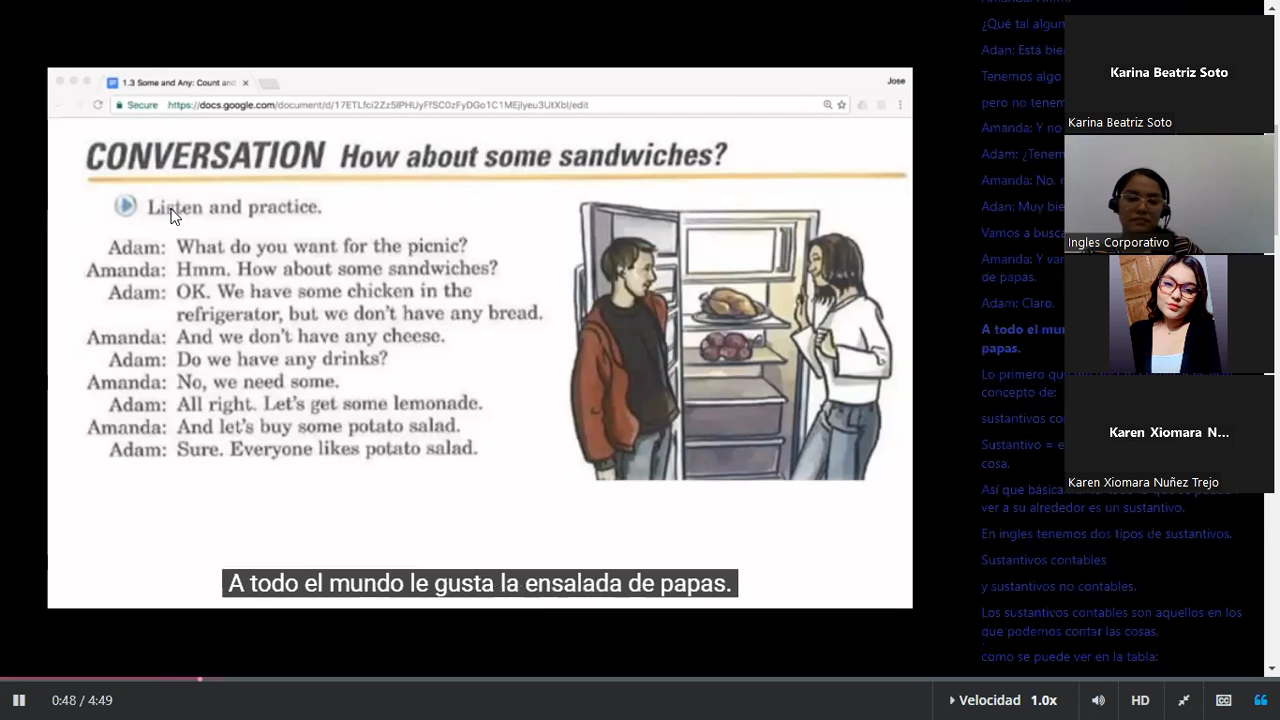 1.3 Some and Any: Count and
Jose
Secure https://docs.google.com/document/d/17ETLfci2Zz5lPHUyFfSC0zFyDGo1C1MEjlyeu3UtXbI/edit
CONVERSATION How about some sandwiches?
Listen and practice.
Adam: What do you want for the picnic?
Amanda: Hmm. How about some sandwiches?
Adam: OK. We have some chicken in the
refrigerator, but we don't have any bread.
Amanda: And we don't have any cheese.
Adam: Do we have any drinks?
Amanda: No, we need some.
Adam: All right. Let's get some lemonade.
Amanda: And let's buy some potato salad.
Adam: Sure. Everyone likes potato salad.
A todo el mundo le gusta la ensalada de papas.
0:48 / 4:49
Velocidad 1.0x
HD
CC
¿Qué tal algun
Adan: Está bie
Tenemos algo
pero no tenem
Amanda: Y no
Adam: ¿Tenem
Amanda: No, n
Adan: Muy bie
Vamos a busca
Amanda: Y var
de papas.
Adam: Claro.
A todo el mun
papas.
Lo primero que
concepto de:
sustantivos co
Sustantivo = e
cosa.
Así que básica
ver a su alrededor es un sustantivo.
En ingles tenemos dos tipos de sustantivos.
Sustantivos contables
y sustantivos no contables.
Los sustantivos contables son aquellos en los
que podemos contar las cosas.
como se puede ver en la tabla:
Karina Beatriz Soto
Karina Beatriz Soto
Ingles Corporativo
Karen Xiomara N...
Karen Xiomara Nuñez Trejo